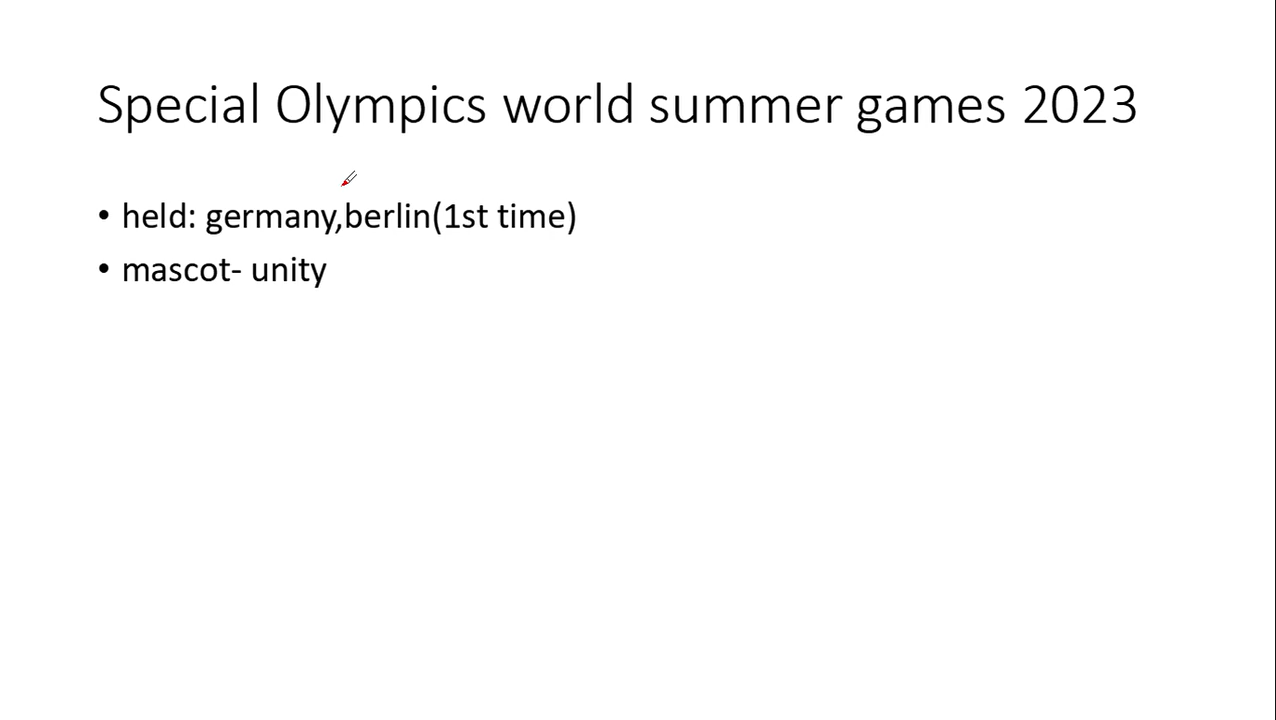 Special Olympics world summer games 2023
• held: germany,berlin(1st time)
• mascot- unity